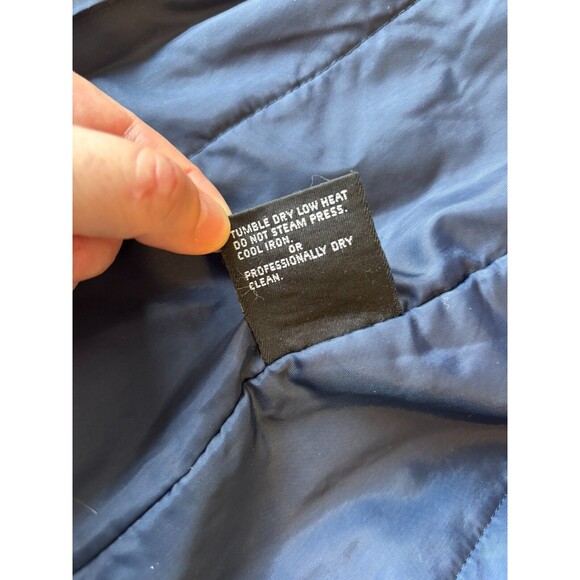 TUMBLE DRY LOW HEAT
DO NOT STEAM PRESS.
COOL IRON.
OR
PROFESSIONALLY DRY
CLEAN.